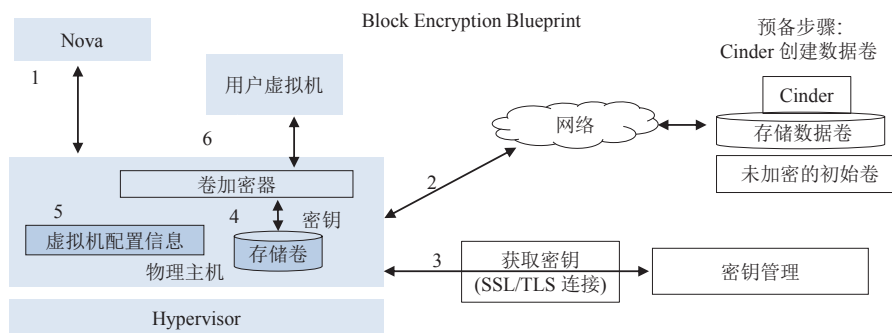 Block Encryption Blueprint
Nova
预备步骤：
Cinder 创建数据卷
1
用户虚拟机
Cinder
存储数据卷
网络
6
未加密的初始卷
2
卷加密器
5
4
密钥
虚拟机配置信息
存储卷
物理主机
3
获取密钥
(SSL/TLS 连接)
密钥管理
Hypervisor